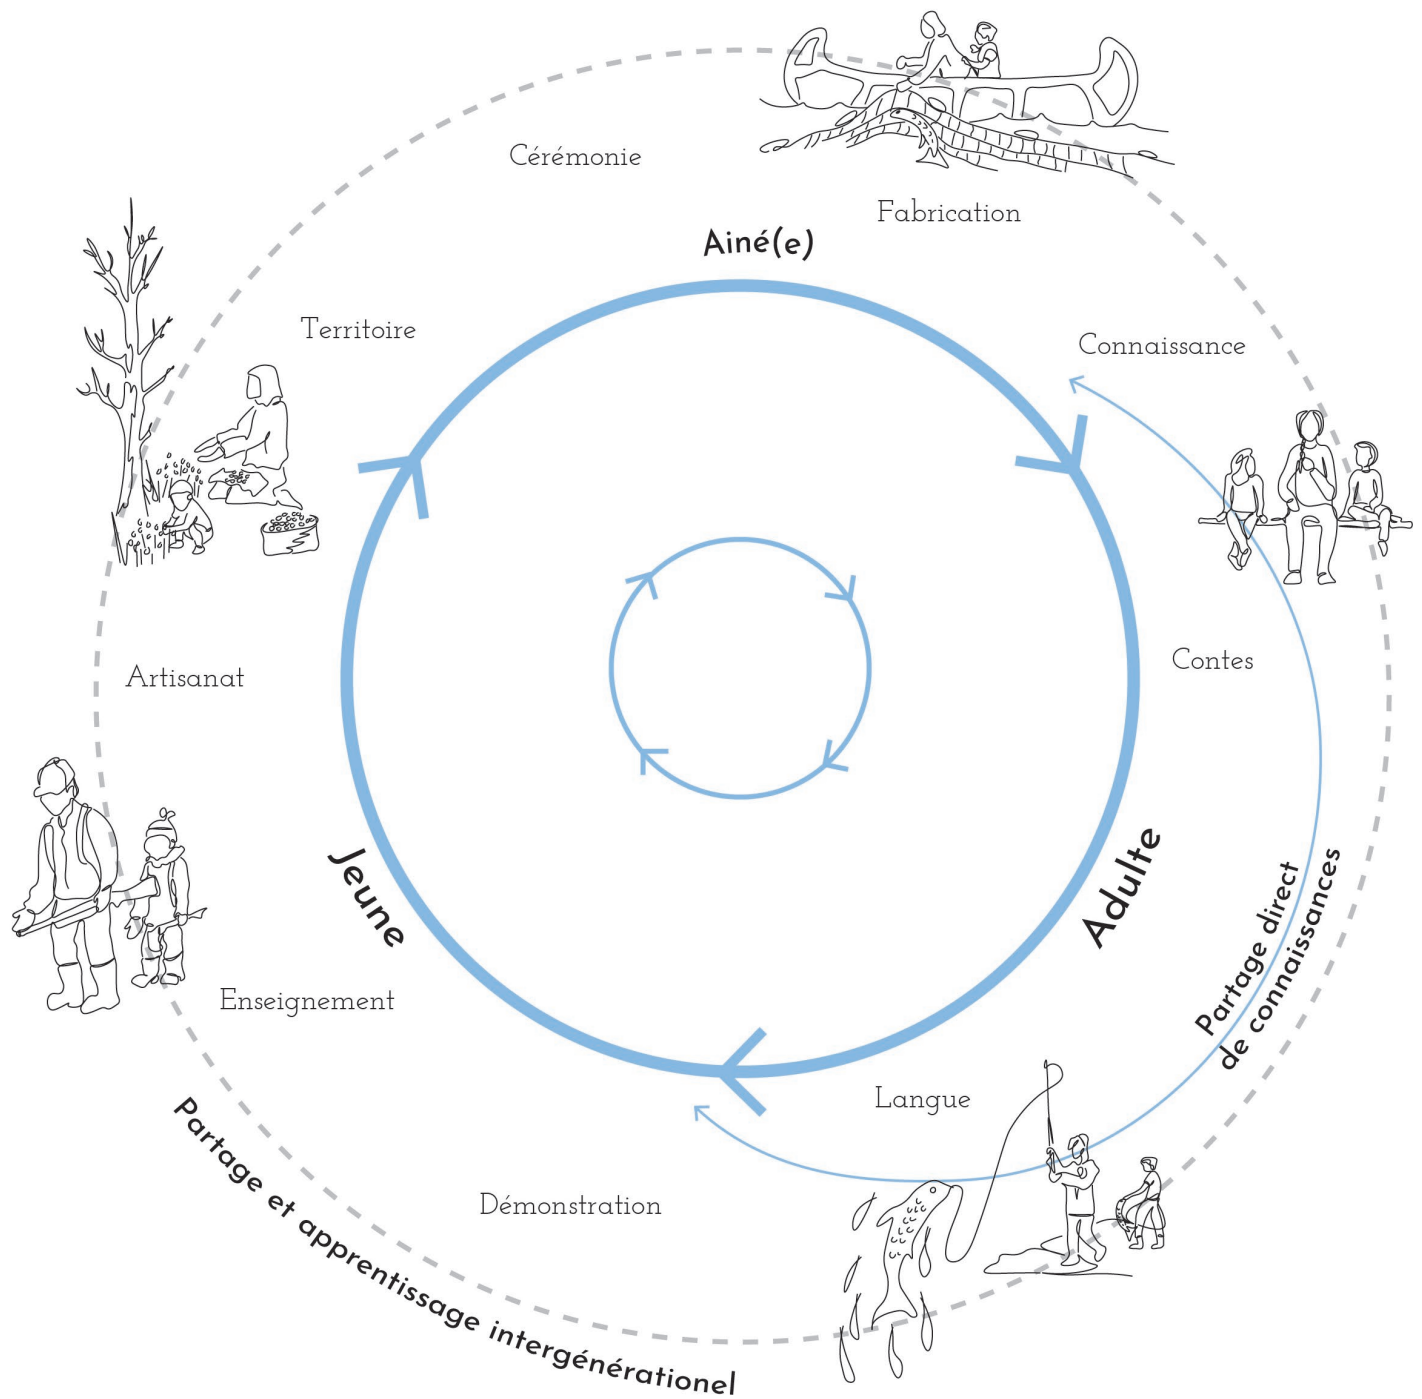 Cérémonie
Fabrication
Ainé(e)
Territoire
Connaissance
Contes
Artisanat
Jeune
Adulte
Partage direct
de connaissances
Enseignement
Langue
Démonstration
Partage et apprentissage intergénérationel